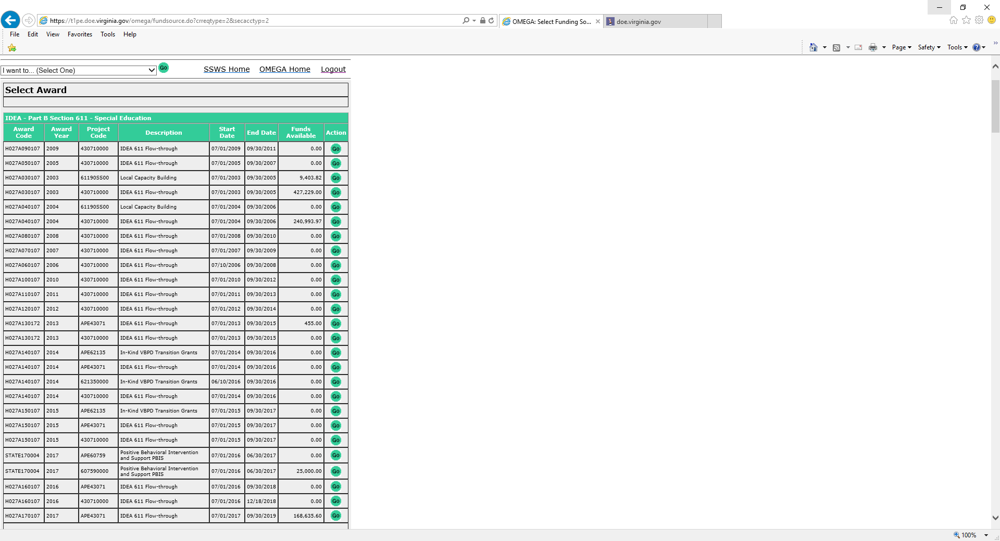 https://t1pe.doe.virginia.gov/omega/fundsource.do?crreqtype=2&secacctyp=2
OMEGA: Select Funding So...
doe.virginia.gov
File Edit View Favorites Tools Help
Page Safety Tools
I want to... (Select One) Go SSWS Home OMEGA Home Logout
Select Award
IDEA - Part B Section 611 - Special Education
Award Code Award Year Project Code Description Start Date End Date Funds Available Action
H027A090107 2009 430710000 IDEA 611 Flow-through 07/01/2009 09/30/2011 0.00 Go
H027A050107 2005 430710000 IDEA 611 Flow-through 07/01/2005 09/30/2007 0.00 Go
H027A030107 2003 61190SS00 Local Capacity Building 07/01/2003 09/30/2005 9,403.82 Go
H027A030107 2003 430710000 IDEA 611 Flow-through 07/01/2003 09/30/2005 427,229.00 Go
H027A040107 2004 61190SS00 Local Capacity Building 07/01/2004 09/30/2006 0.00 Go
H027A040107 2004 430710000 IDEA 611 Flow-through 07/01/2004 09/30/2006 240,993.97 Go
H027A080107 2008 430710000 IDEA 611 Flow-through 07/01/2008 09/30/2010 0.00 Go
H027A070107 2007 430710000 IDEA 611 Flow-through 07/01/2007 09/30/2009 0.00 Go
H027A060107 2006 430710000 IDEA 611 Flow-through 07/10/2006 09/30/2008 0.00 Go
H027A100107 2010 430710000 IDEA 611 Flow-through 07/01/2010 09/30/2012 0.00 Go
H027A110107 2011 430710000 IDEA 611 Flow-through 07/01/2011 09/30/2013 0.00 Go
H027A120107 2012 430710000 IDEA 611 Flow-through 07/01/2012 09/30/2014 0.00 Go
H027A130172 2013 APE43071 IDEA 611 Flow-through 07/01/2013 09/30/2015 455.00 Go
H027A130172 2013 430710000 IDEA 611 Flow-through 07/01/2013 09/30/2015 0.00 Go
H027A140107 2014 APE62135 In-Kind VBPD Transition Grants 07/01/2014 09/30/2016 0.00 Go
H027A140107 2014 APE43071 IDEA 611 Flow-through 07/01/2014 09/30/2016 0.00 Go
H027A140107 2014 621350000 In-Kind VBPD Transition Grants 06/10/2016 09/30/2016 0.00 Go
H027A140107 2014 430710000 IDEA 611 Flow-through 07/01/2014 09/30/2016 0.00 Go
H027A150107 2015 APE62135 In-Kind VBPD Transition Grants 07/01/2015 09/30/2017 0.00 Go
H027A150107 2015 APE43071 IDEA 611 Flow-through 07/01/2015 09/30/2017 0.00 Go
H027A150107 2015 430710000 IDEA 611 Flow-through 07/01/2015 09/30/2017 0.00 Go
STATE170004 2017 APE60759 Positive Behavioral Intervention and Support PBIS 07/01/2016 06/30/2017 0.00 Go
STATE170004 2017 607590000 Positive Behavioral Intervention and Support PBIS 07/01/2016 06/30/2017 25,000.00 Go
H027A160107 2016 APE43071 IDEA 611 Flow-through 07/01/2016 09/30/2018 0.00 Go
H027A160107 2016 430710000 IDEA 611 Flow-through 07/01/2016 12/18/2018 0.00 Go
H027A170107 2017 APE43071 IDEA 611 Flow-through 07/01/2017 09/30/2019 168,635.60 Go
100%